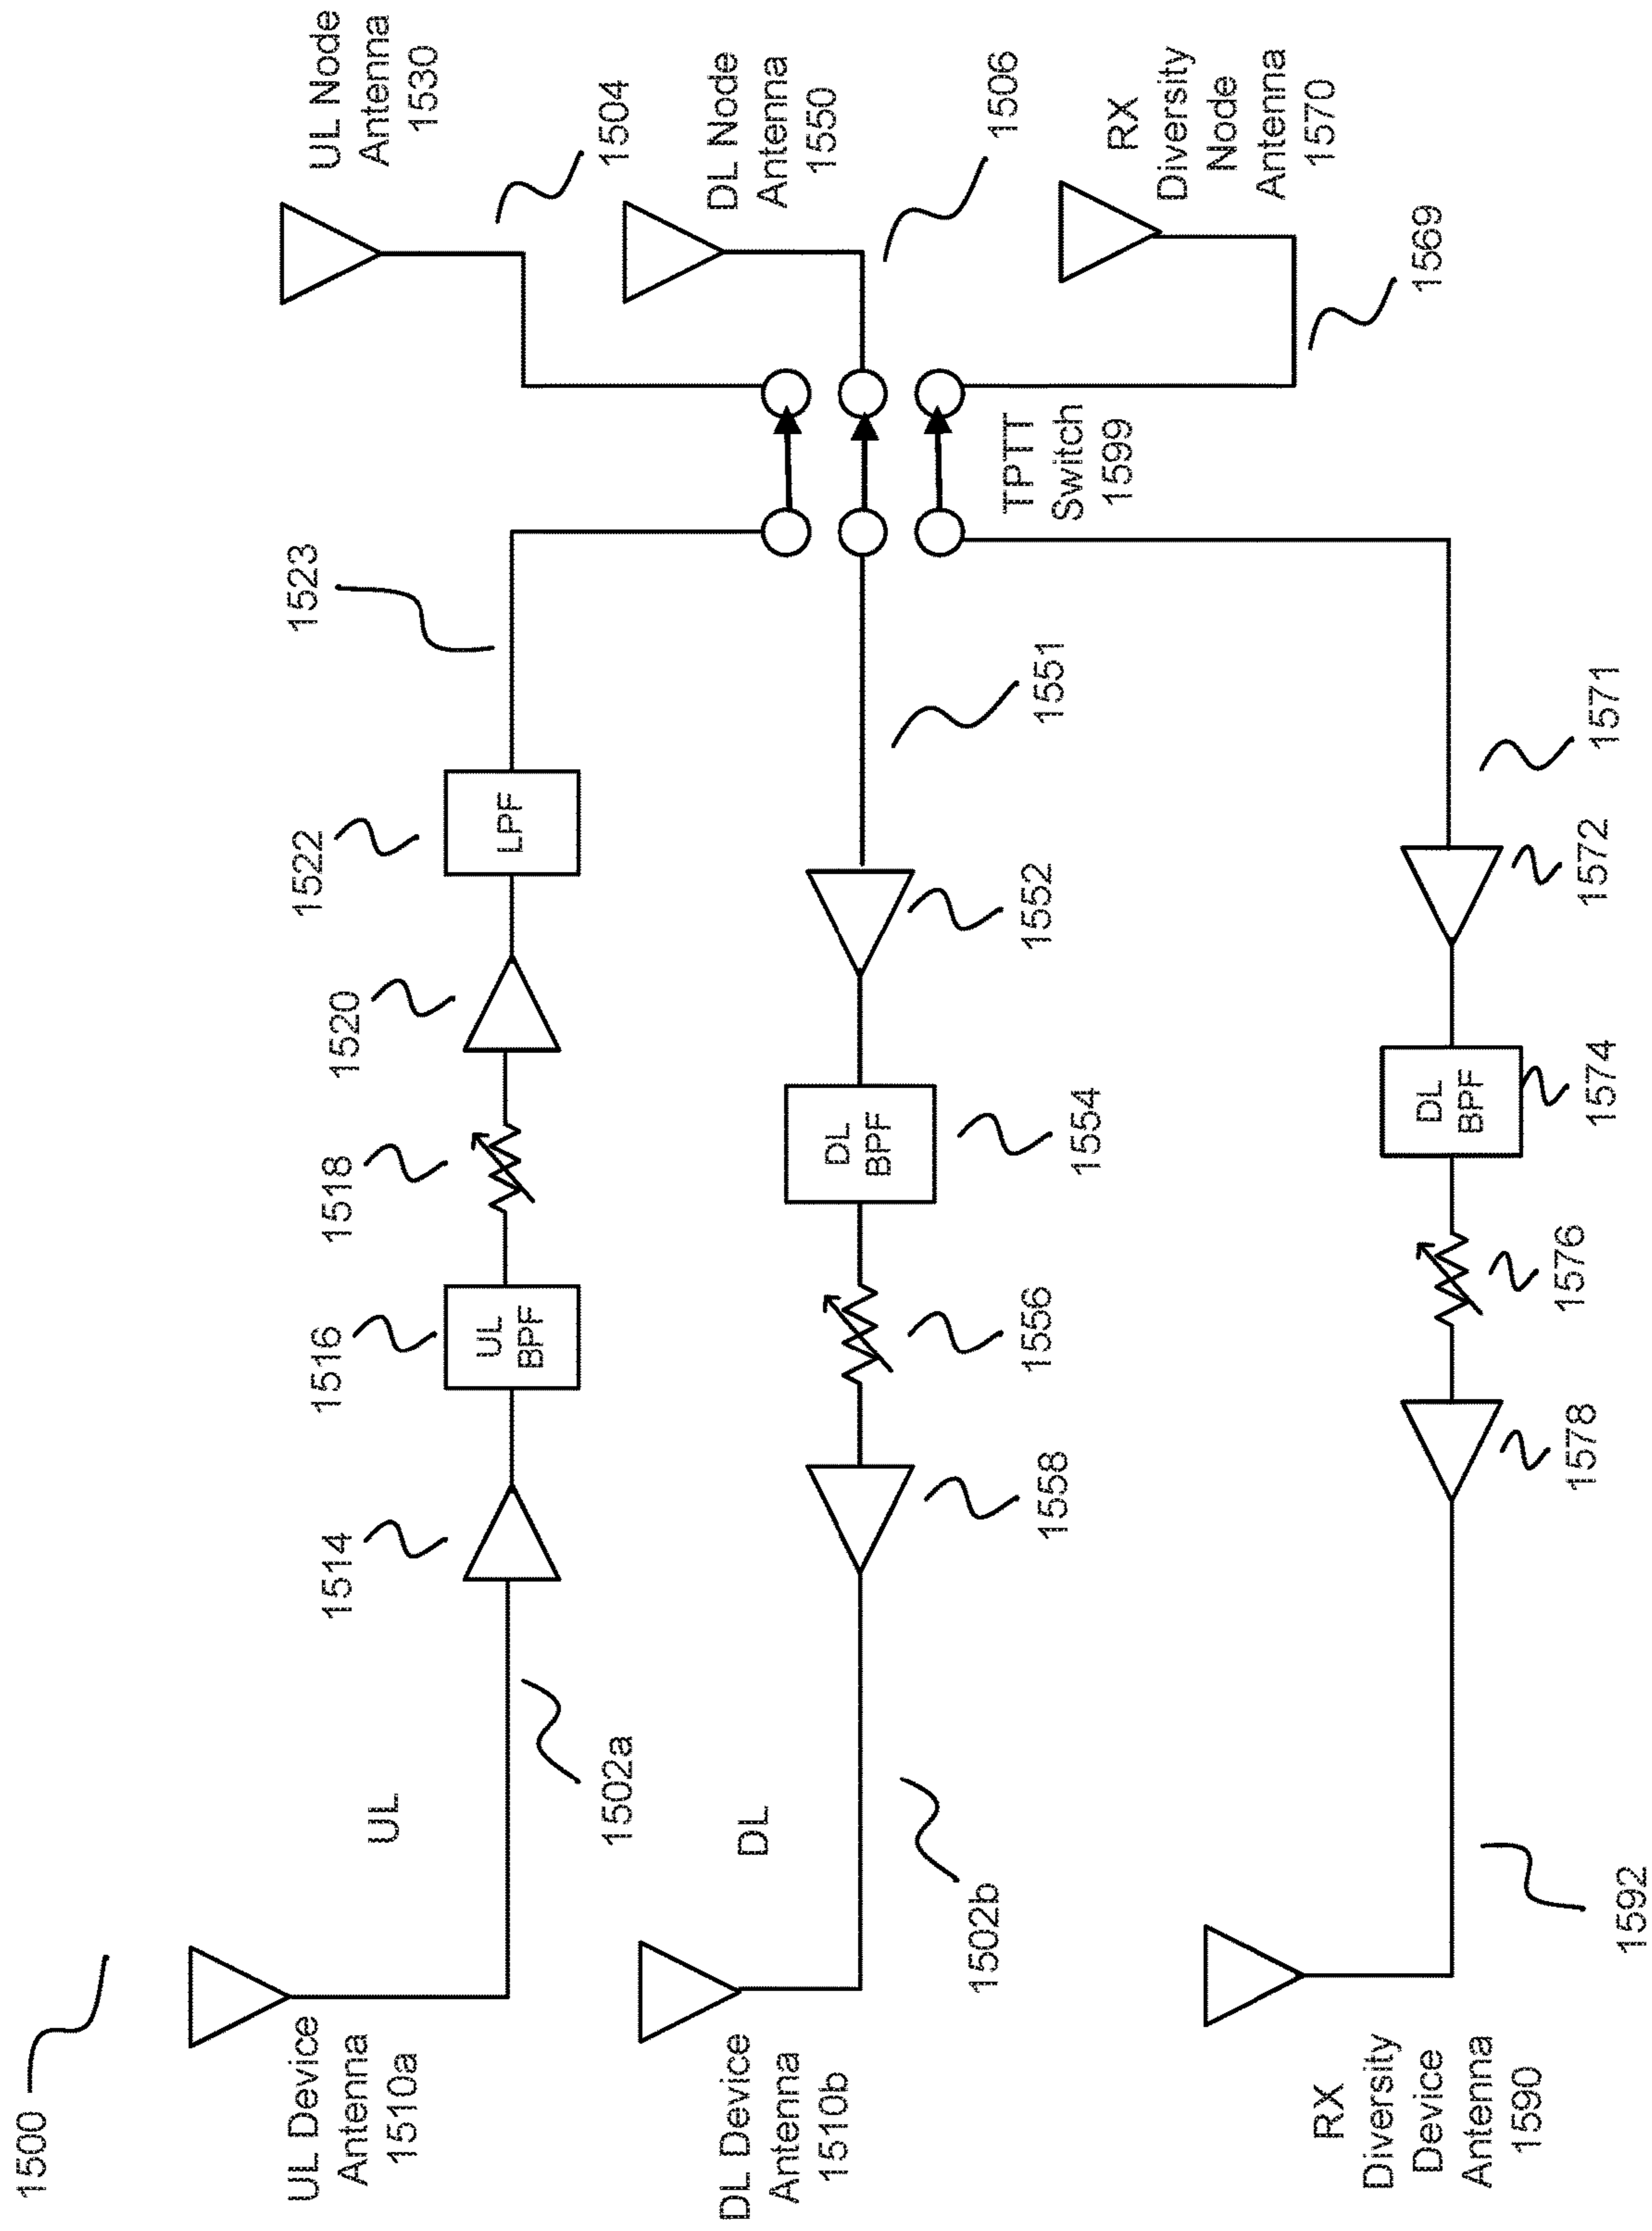 1500
UL Device
Antenna
1510a
UL
1502a
1514
1516
UL
BPF
1518
1520
1522
LPF
1523
UL Node
Antenna
1530
1504
DL Device
Antenna
1510b
DL
1502b
1558
1556
DL
BPF
1554
1552
1551
DL Node
Antenna
1550
1506
TPTT
Switch
1599
RX
Diversity
Node
Antenna
1570
1569
RX
Diversity
Device
Antenna
1590
1592
1578
1576
DL
BPF
1574
1572
1571